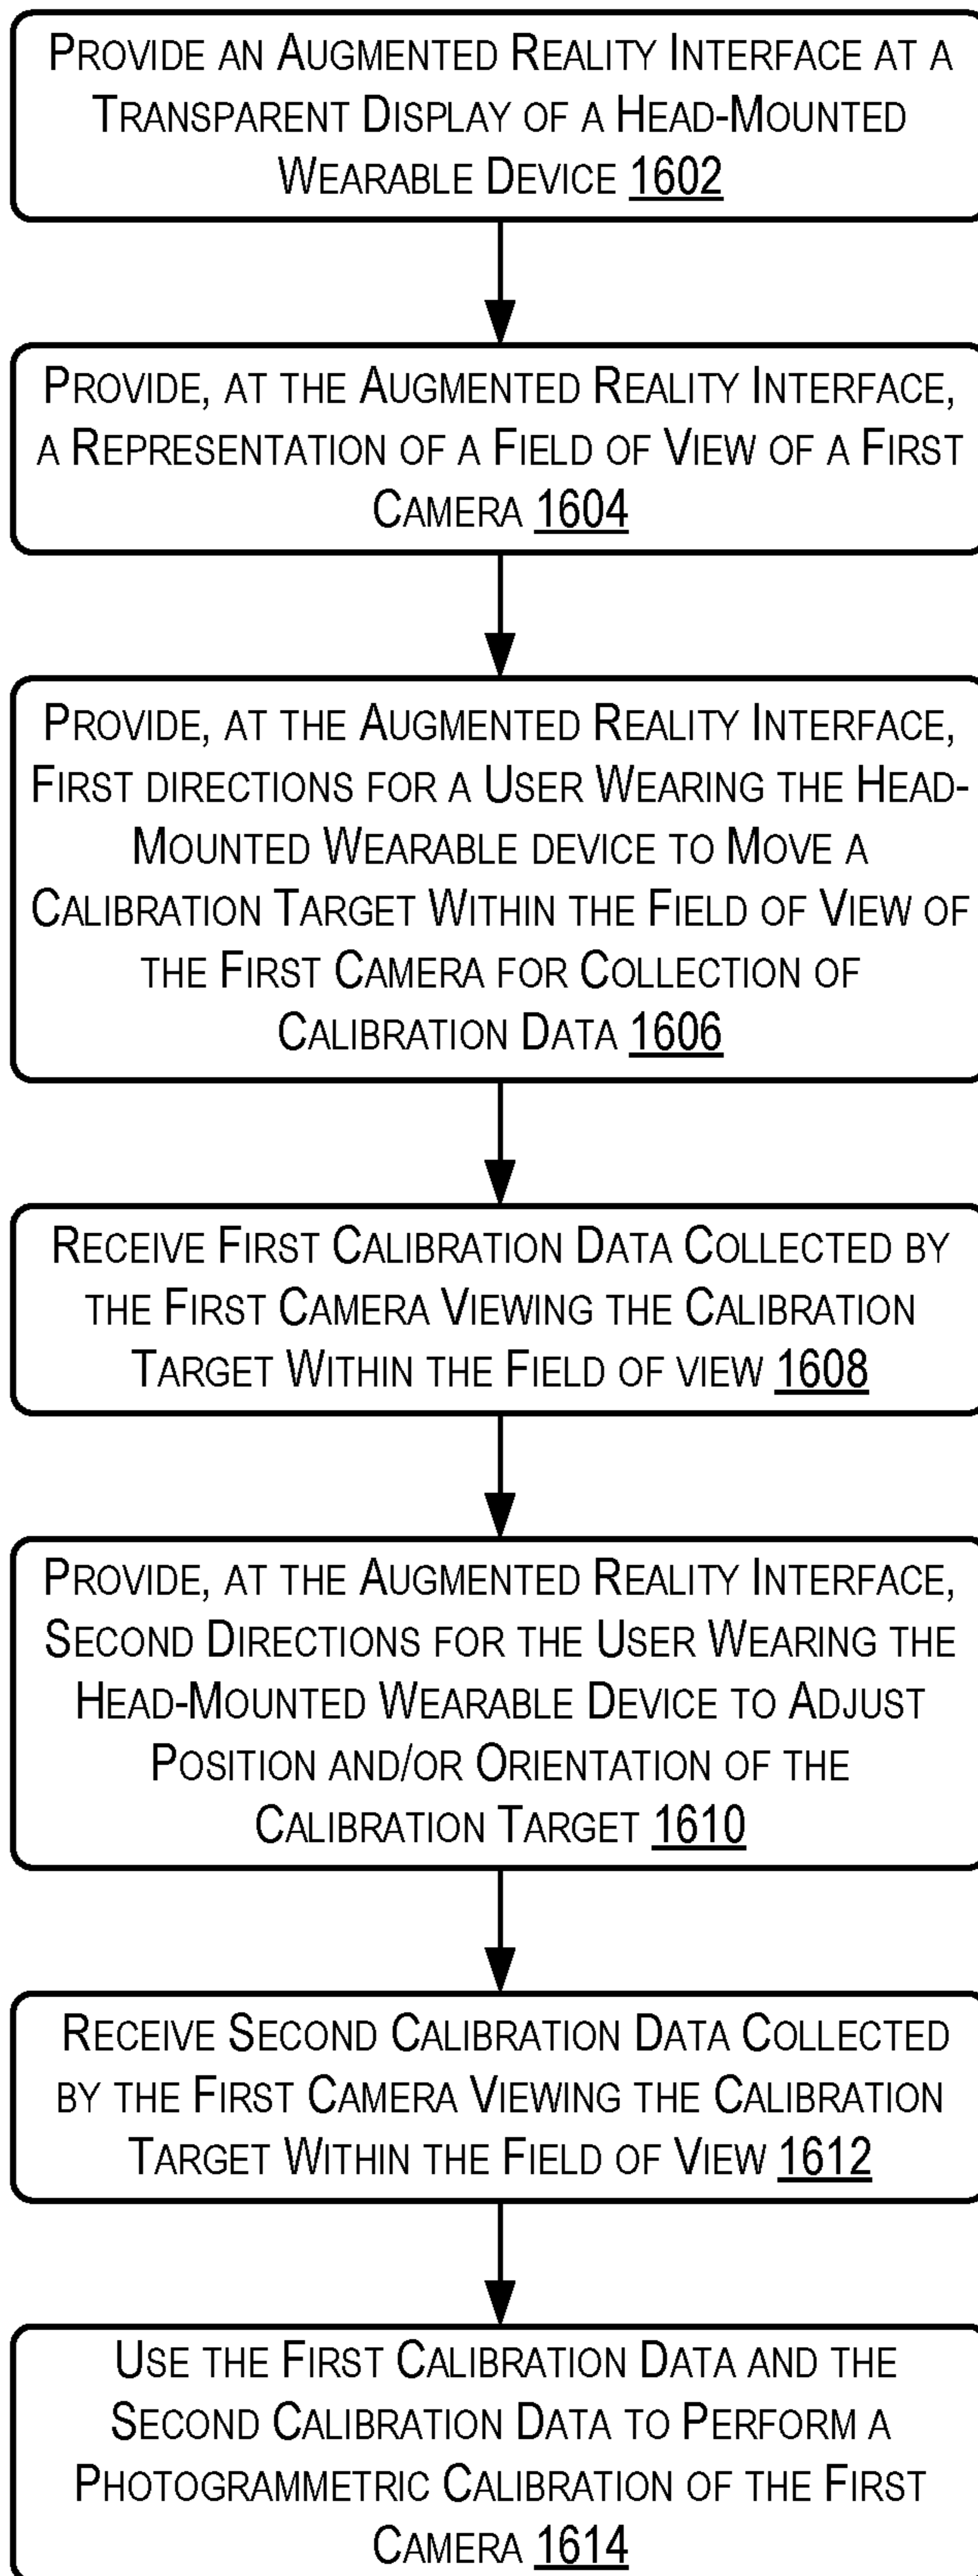 PROVIDE AN AUGMENTED REALITY INTERFACE AT A
TRANSPARENT DISPLAY OF A HEAD-MOUNTED
WEARABLE DEVICE 1602
PROVIDE, AT THE AUGMENTED REALITY INTERFACE,
A REPRESENTATION OF A FIELD OF VIEW OF A FIRST
CAMERA 1604
PROVIDE, AT THE AUGMENTED REALITY INTERFACE,
FIRST DIRECTIONS FOR A USER WEARING THE HEAD-
MOUNTED WEARABLE DEVICE TO MOVE A
CALIBRATION TARGET WITHIN THE FIELD OF VIEW OF
THE FIRST CAMERA FOR COLLECTION OF
CALIBRATION DATA 1606
RECEIVE FIRST CALIBRATION DATA COLLECTED BY
THE FIRST CAMERA VIEWING THE CALIBRATION
TARGET WITHIN THE FIELD OF VIEW 1608
PROVIDE, AT THE AUGMENTED REALITY INTERFACE,
SECOND DIRECTIONS FOR THE USER WEARING THE
HEAD-MOUNTED WEARABLE DEVICE TO ADJUST
POSITION AND/OR ORIENTATION OF THE
CALIBRATION TARGET 1610
RECEIVE SECOND CALIBRATION DATA COLLECTED
BY THE FIRST CAMERA VIEWING THE CALIBRATION
TARGET WITHIN THE FIELD OF VIEW 1612
USE THE FIRST CALIBRATION DATA AND THE
SECOND CALIBRATION DATA TO PERFORM A
PHOTOGRAMMETRIC CALIBRATION OF THE FIRST
CAMERA 1614